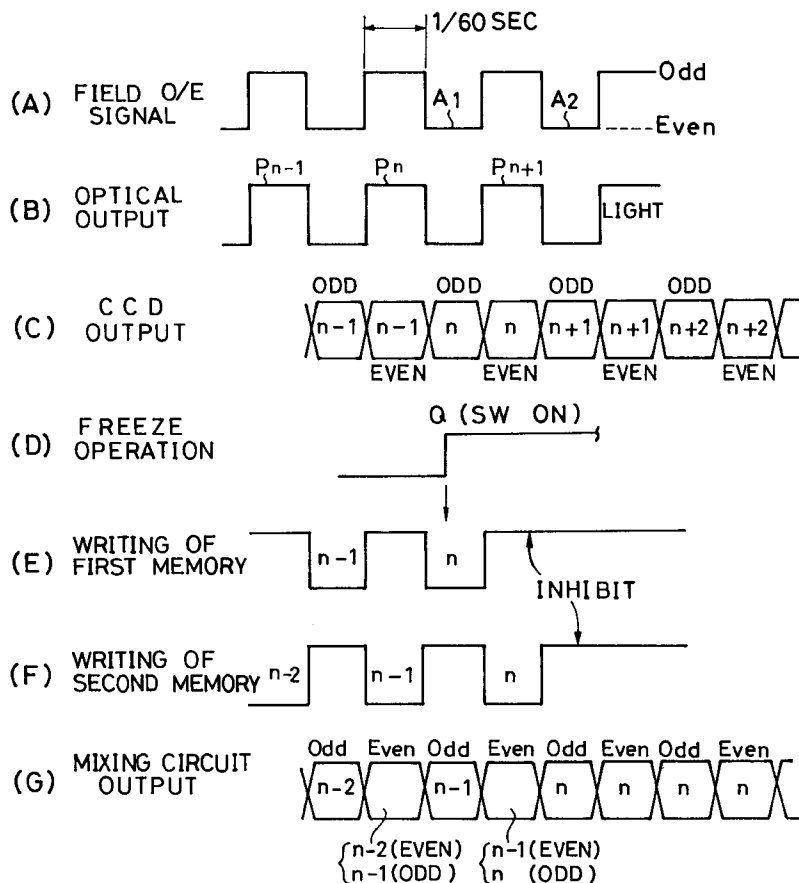 1/60 SEC
(A) FIELD O/E SIGNAL
A1
A2
Odd
Even
(B) OPTICAL OUTPUT
Pn-1
Pn
Pn+1
LIGHT
(C) CCD OUTPUT
ODD ODD ODD ODD
n-1 n-1 n n n+1 n+1 n+2 n+2
EVEN EVEN EVEN EVEN
(D) FREEZE OPERATION
Q (SW ON)
(E) WRITING OF FIRST MEMORY
n-1 n
INHIBIT
(F) WRITING OF SECOND MEMORY
n-2 n-1 n
(G) MIXING CIRCUIT OUTPUT
Odd Even Odd Even Odd Even Odd Even
n-2 n-1 n n n n
n-2 (EVEN)
n-1 (ODD)
n-1 (EVEN)
n (ODD)